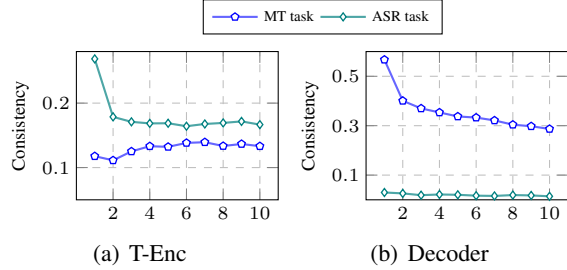 MT task ASR task
Consistency
0.2
0.1
2 4 6 8 10
(a) T-Enc
Consistency
0.5
0.3
0.1
2 4 6 8 10
(b) Decoder